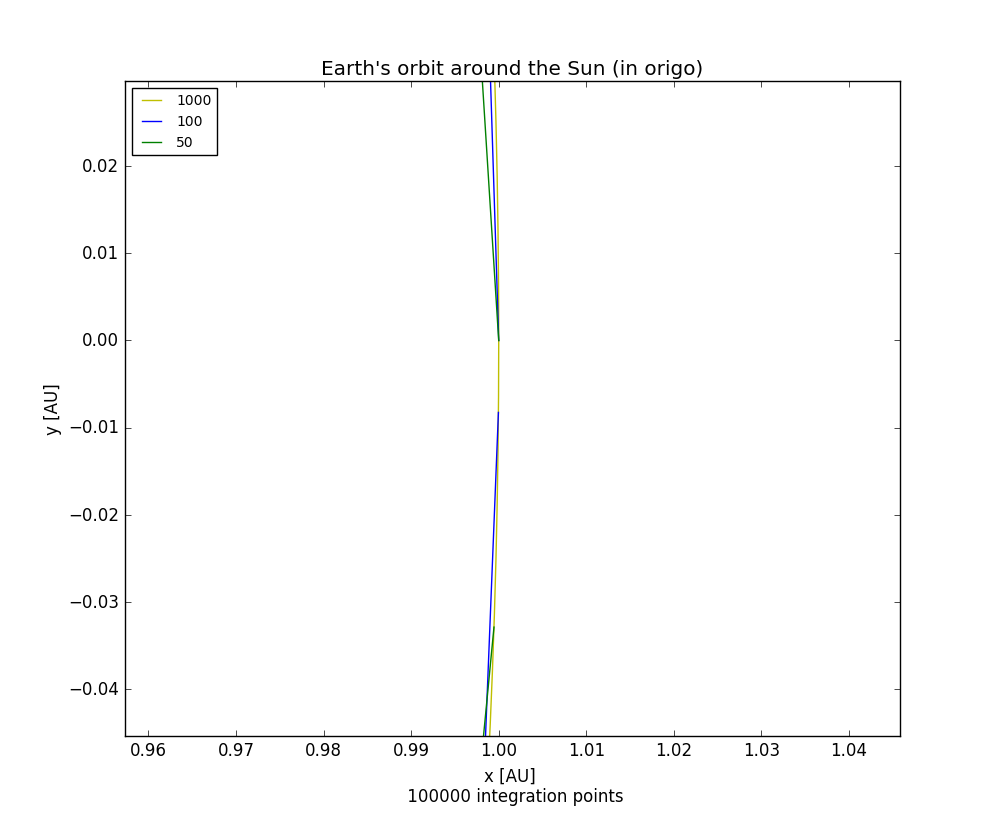 Earth's orbit around the Sun (in origo)
1000
100
50
0.02
0.01
0.00
−0.01
−0.02
−0.03
−0.04
y [AU]
0.96 0.97 0.98 0.99 1.00 1.01 1.02 1.03 1.04
x [AU]
100000 integration points